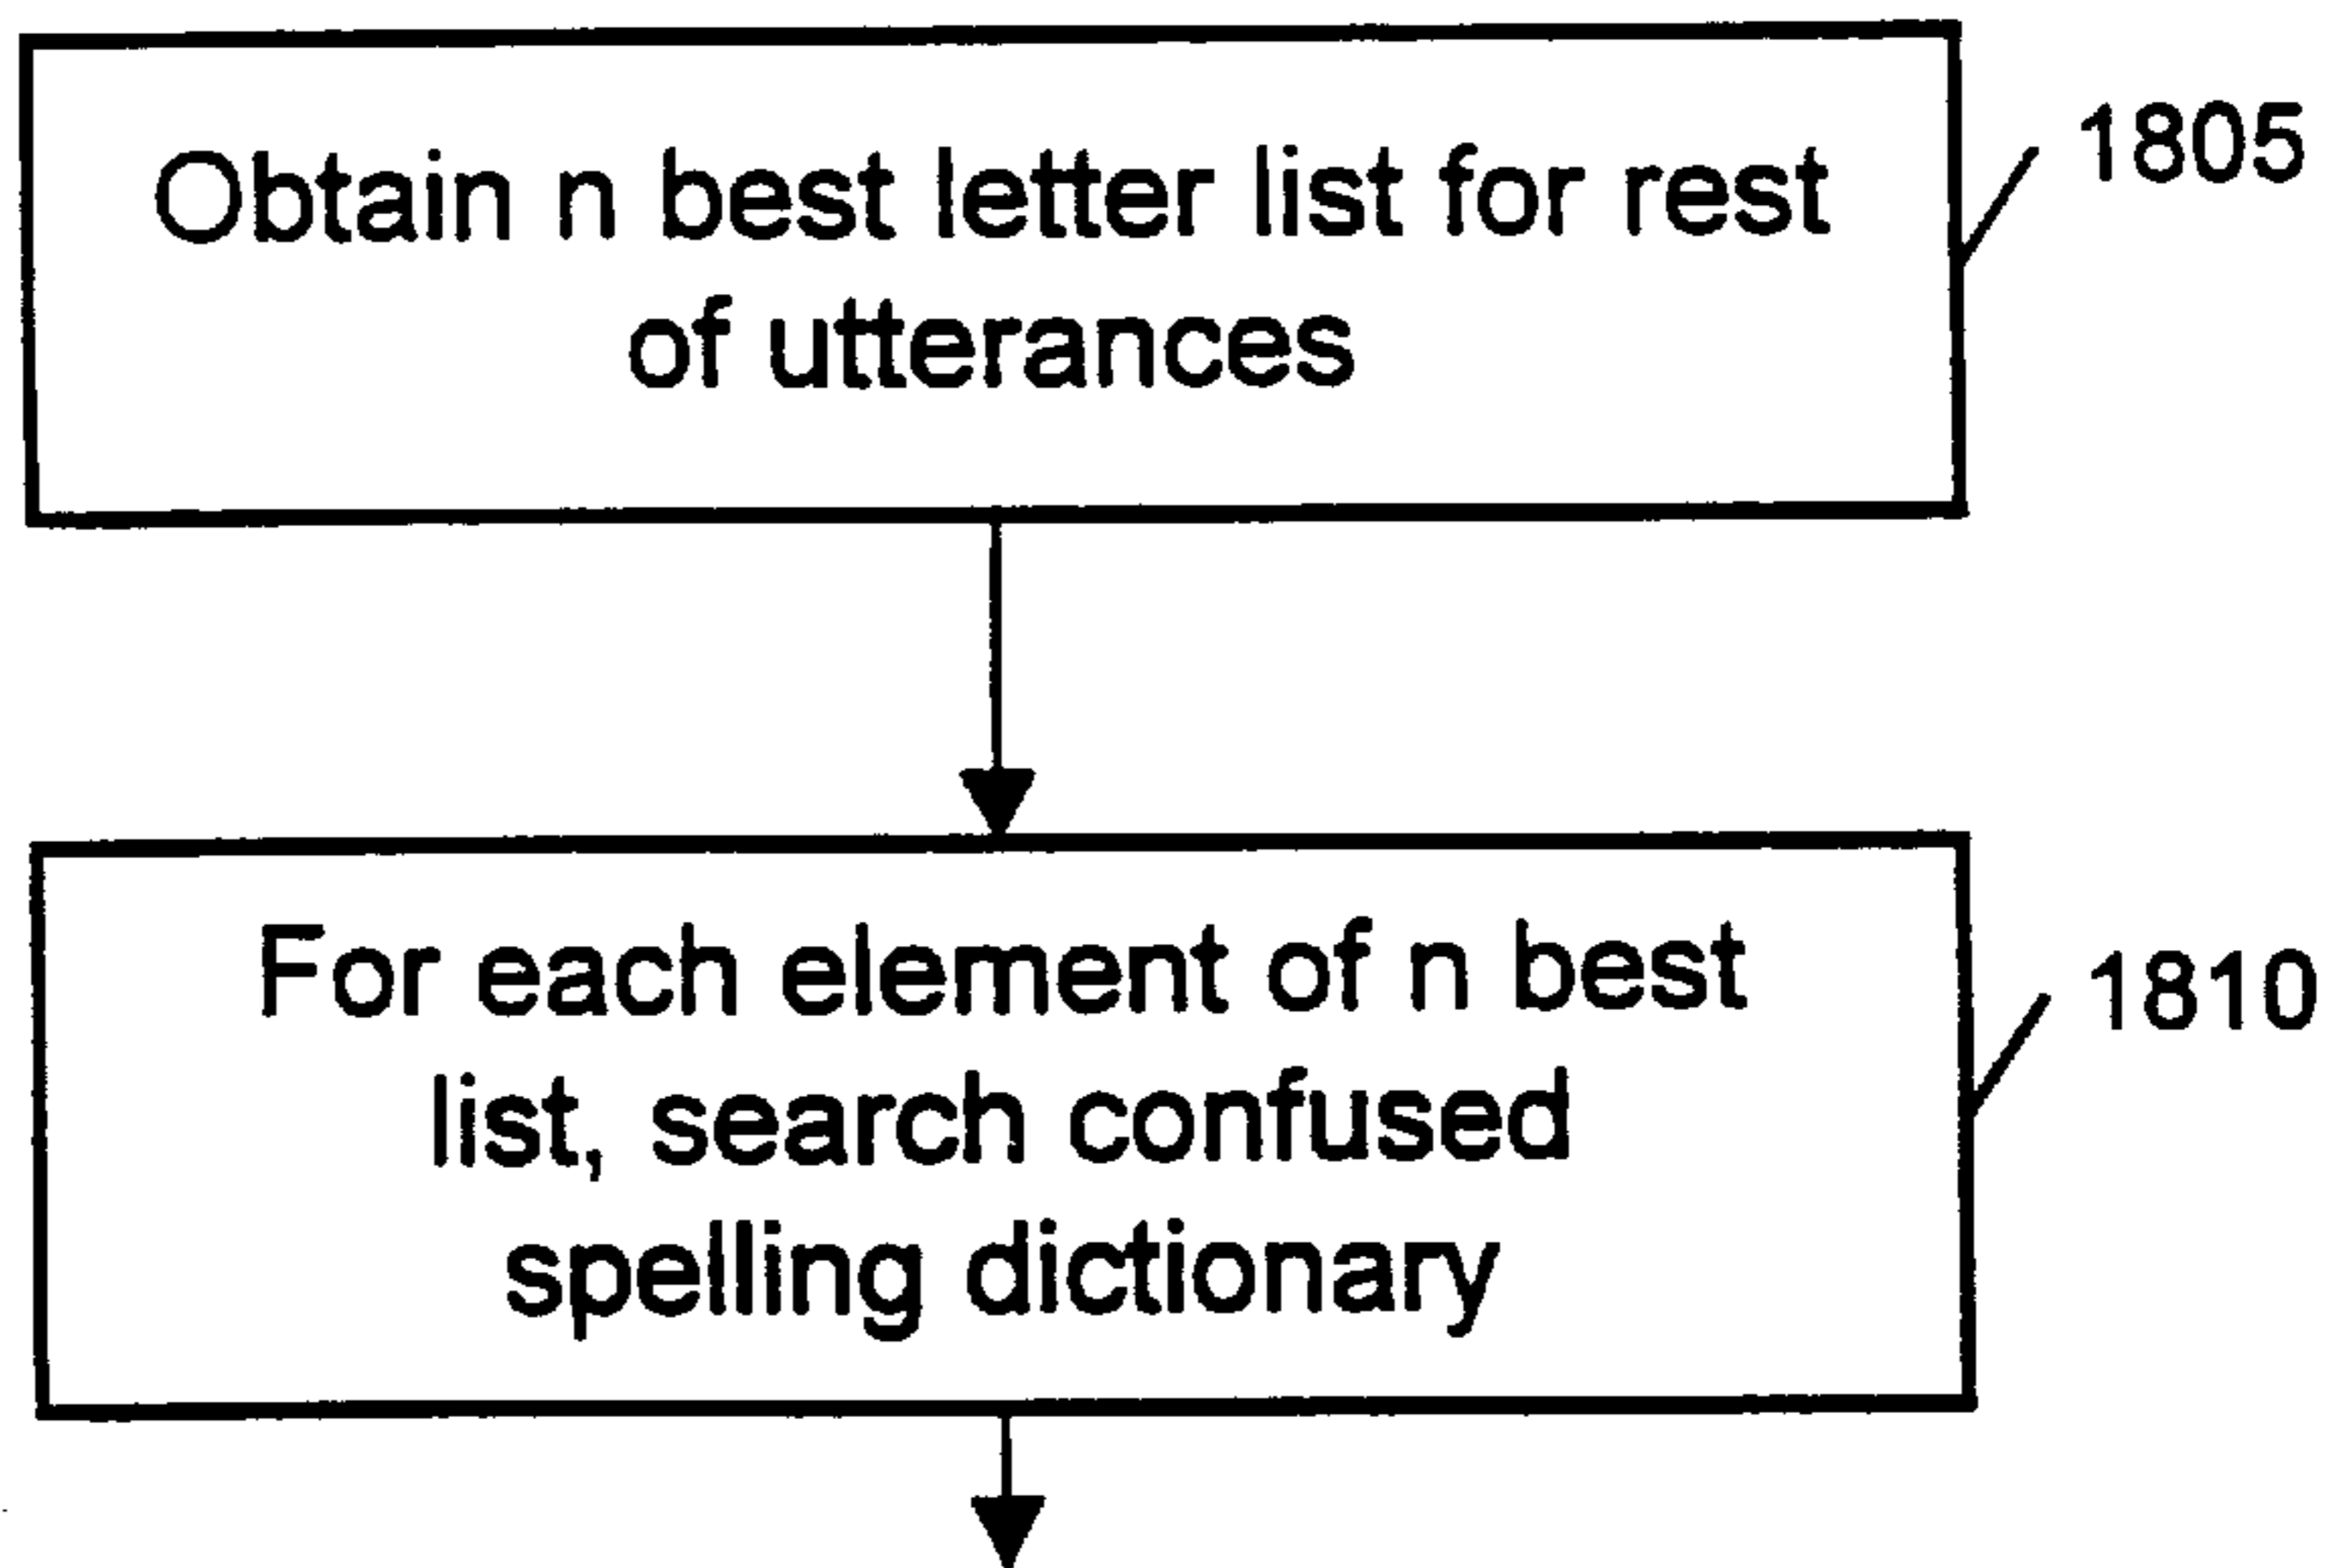 Obtain n best letter list for rest
of utterances
1805
For each element of n best
list, search confused
spelling dictionary
1810